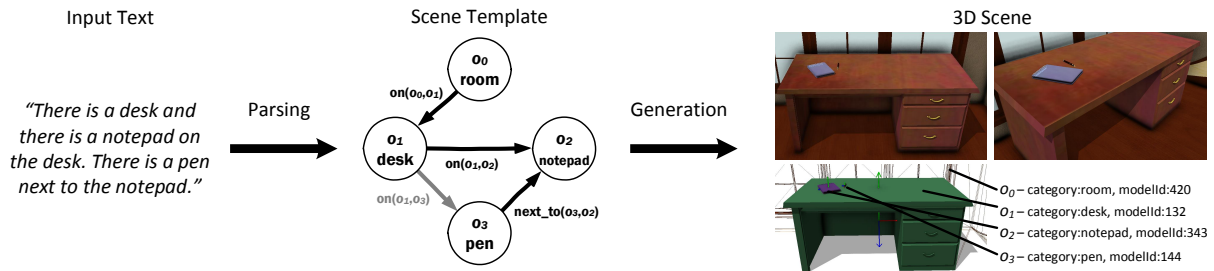 Input Text
Scene Template
3D Scene
“There is a desk and
there is a notepad on
the desk. There is a pen
next to the notepad.”
Parsing
o0
room
on(o0,o1)
o1
desk
on(o1,o2)
o2
notepad
on(o1,o3)
o3
pen
next_to(o3,o2)
Generation
o0 – category:room, modelId:420
o1 – category:desk, modelId:132
o2 – category:notepad, modelId:343
o3 – category:pen, modelId:144